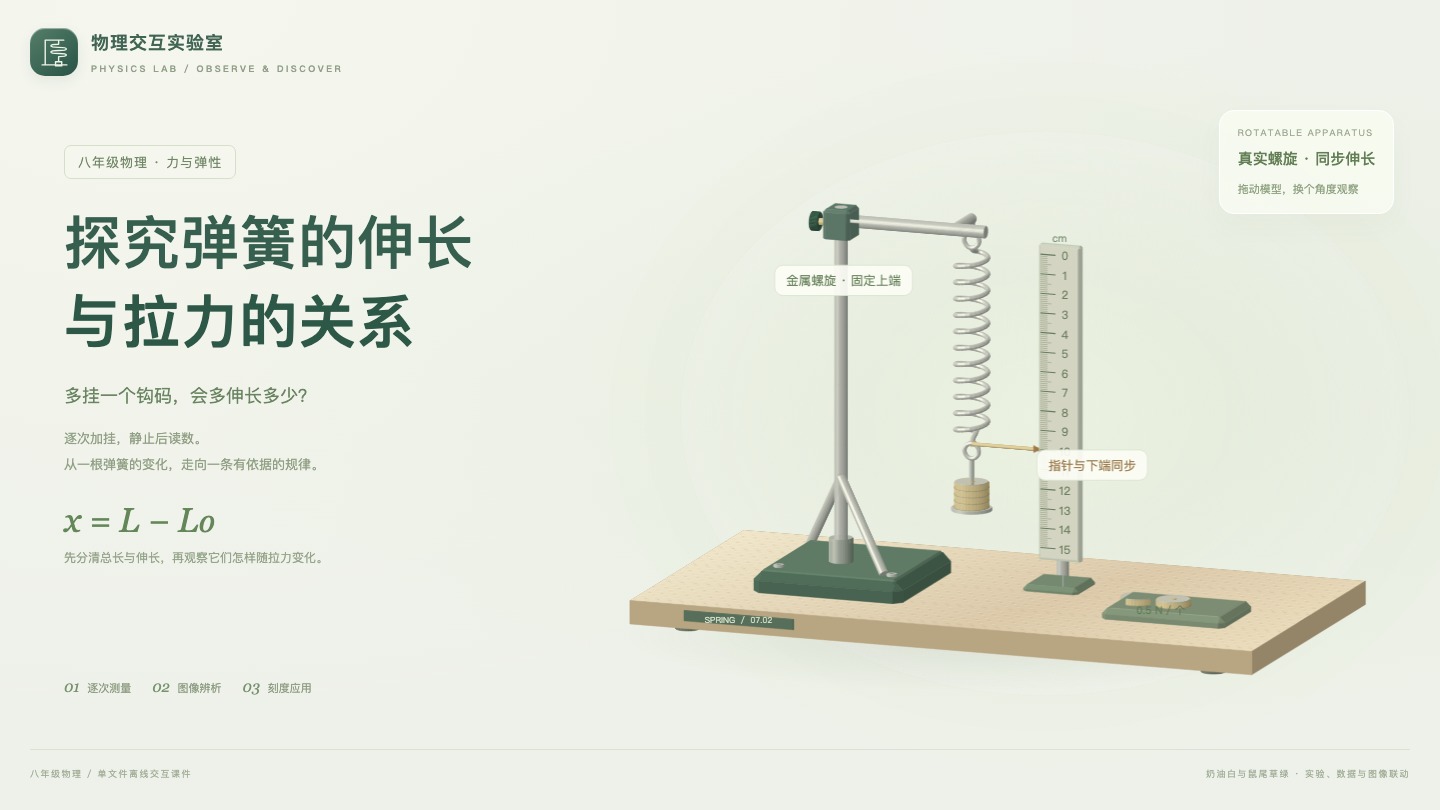 物理交互实验室
PHYSICS LAB / OBSERVE & DISCOVER
八年级物理 · 力与弹性
探究弹簧的伸长
与拉力的关系
多挂一个钩码，会多伸长多少？
逐次加挂，静止后读数。
从一根弹簧的变化，走向一条有依据的规律。
x = L − Lo
先分清总长与伸长，再观察它们怎样随拉力变化。
01 逐次测量 02 图像辨析 03 刻度应用
ROTATABLE APPARATUS
真实螺旋 · 同步伸长
拖动模型，换个角度观察
金属螺旋 · 固定上端
cm
0
1
2
3
4
5
6
7
8
9
指针与下端同步
12
13
14
15
0.5 N / 个
SPRING / 07.02
八年级物理 / 单文件离线交互课件
奶油白与鼠尾草绿 · 实验、数据与图像联动